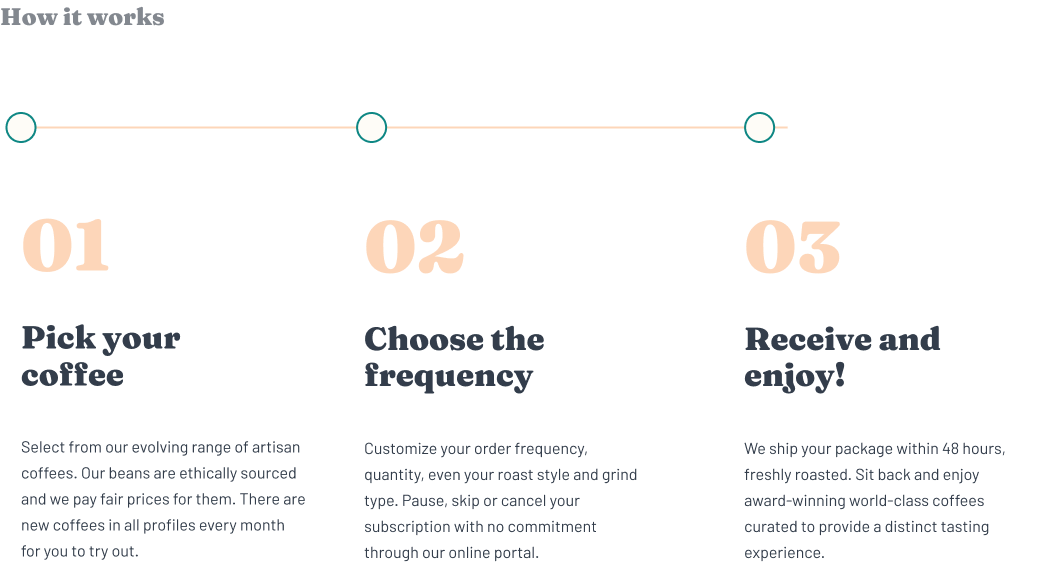 How it works
01
Pick your
coffee
Select from our evolving range of artisan
coffees. Our beans are ethically sourced
and we pay fair prices for them. There are
new coffees in all profiles every month
for you to try out.
02
Choose the
frequency
Customize your order frequency,
quantity, even your roast style and grind
type. Pause, skip or cancel your
subscription with no commitment
through our online portal.
03
Receive and
enjoy!
We ship your package within 48 hours,
freshly roasted. Sit back and enjoy
award-winning world-class coffees
curated to provide a distinct tasting
experience.